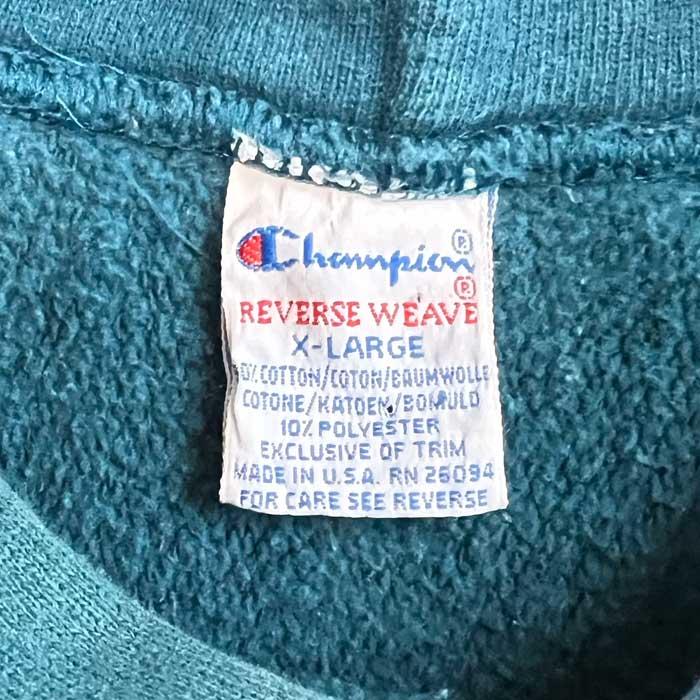 Champion ®
REVERSE WEAVE ®
X-LARGE
COTTON/COTON/BAUMWOLLE
COTONE/KATOEN/BOMULD
10% POLYESTER
EXCLUSIVE OF TRIM
MADE IN U.S.A. RN 26094
FOR CARE SEE REVERSE